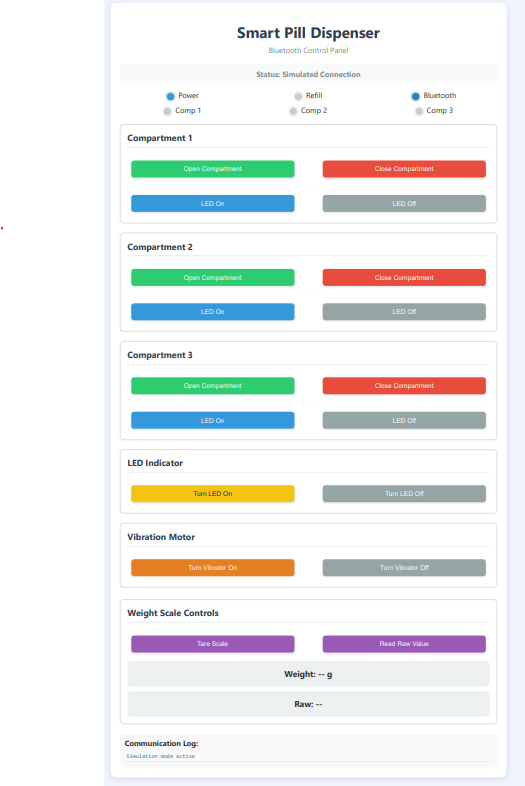 Smart Pill Dispenser
Bluetooth Control Panel
Status: Simulated Connection
Power Refill Bluetooth
Comp 1 Comp 2 Comp 3
Compartment 1
Open Compartment Close Compartment
LED On LED Off
Compartment 2
Open Compartment Close Compartment
LED On LED Off
Compartment 3
Open Compartment Close Compartment
LED On LED Off
LED Indicator
Turn LED On Turn LED Off
Vibration Motor
Turn Vibrator On Turn Vibrator Off
Weight Scale Controls
Tare Scale Read Raw Value
Weight: -- g
Raw: --
Communication Log:
Simulation mode active